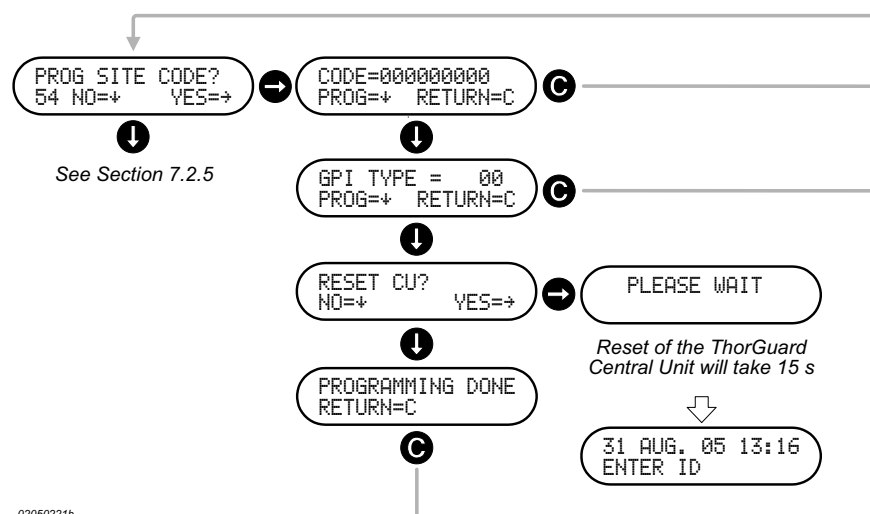 PROG SITE CODE?
54 NO=↓ YES=→
See Section 7.2.5
CODE=000000000
PROG=↓ RETURN=C
C
GPI TYPE = 00
PROG=↓ RETURN=C
C
RESET CU?
NO=↓ YES=→
PLEASE WAIT
Reset of the ThorGuard
Central Unit will take 15 s
PROGRAMMING DONE
RETURN=C
C
31 AUG. 05 13:16
ENTER ID